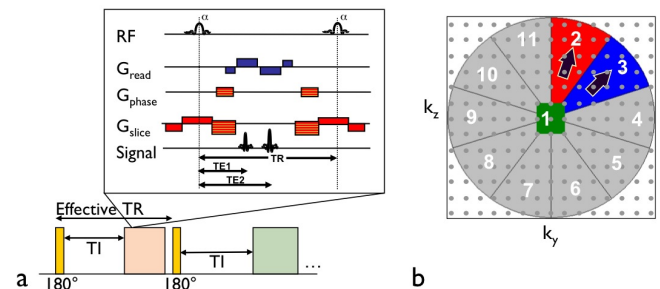 a
α
α
RF
Gread
Gphase
Gslice
Signal
TR
TE1
TE2
Effective TR
TI
TI
...
180°
180°
b
11
2
10
3
kz
9
1
4
8
5
7
6
ky